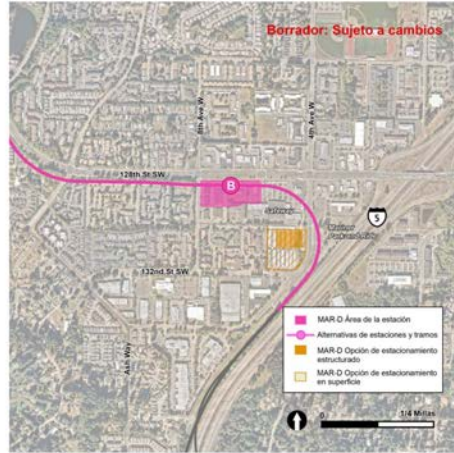 Borrador: Sujeto a cambios
8th Ave W
4th Ave W
128th St SW
B
Safeway
5
Mariner
Park and Ride
132nd St SW
Ash Way
MAR-D Área de la estación
Alternativas de estaciones y tramos
MAR-D Opción de estacionamiento
estructurado
MAR-D Opción de estacionamiento
en superficie
0
1/4 Millas